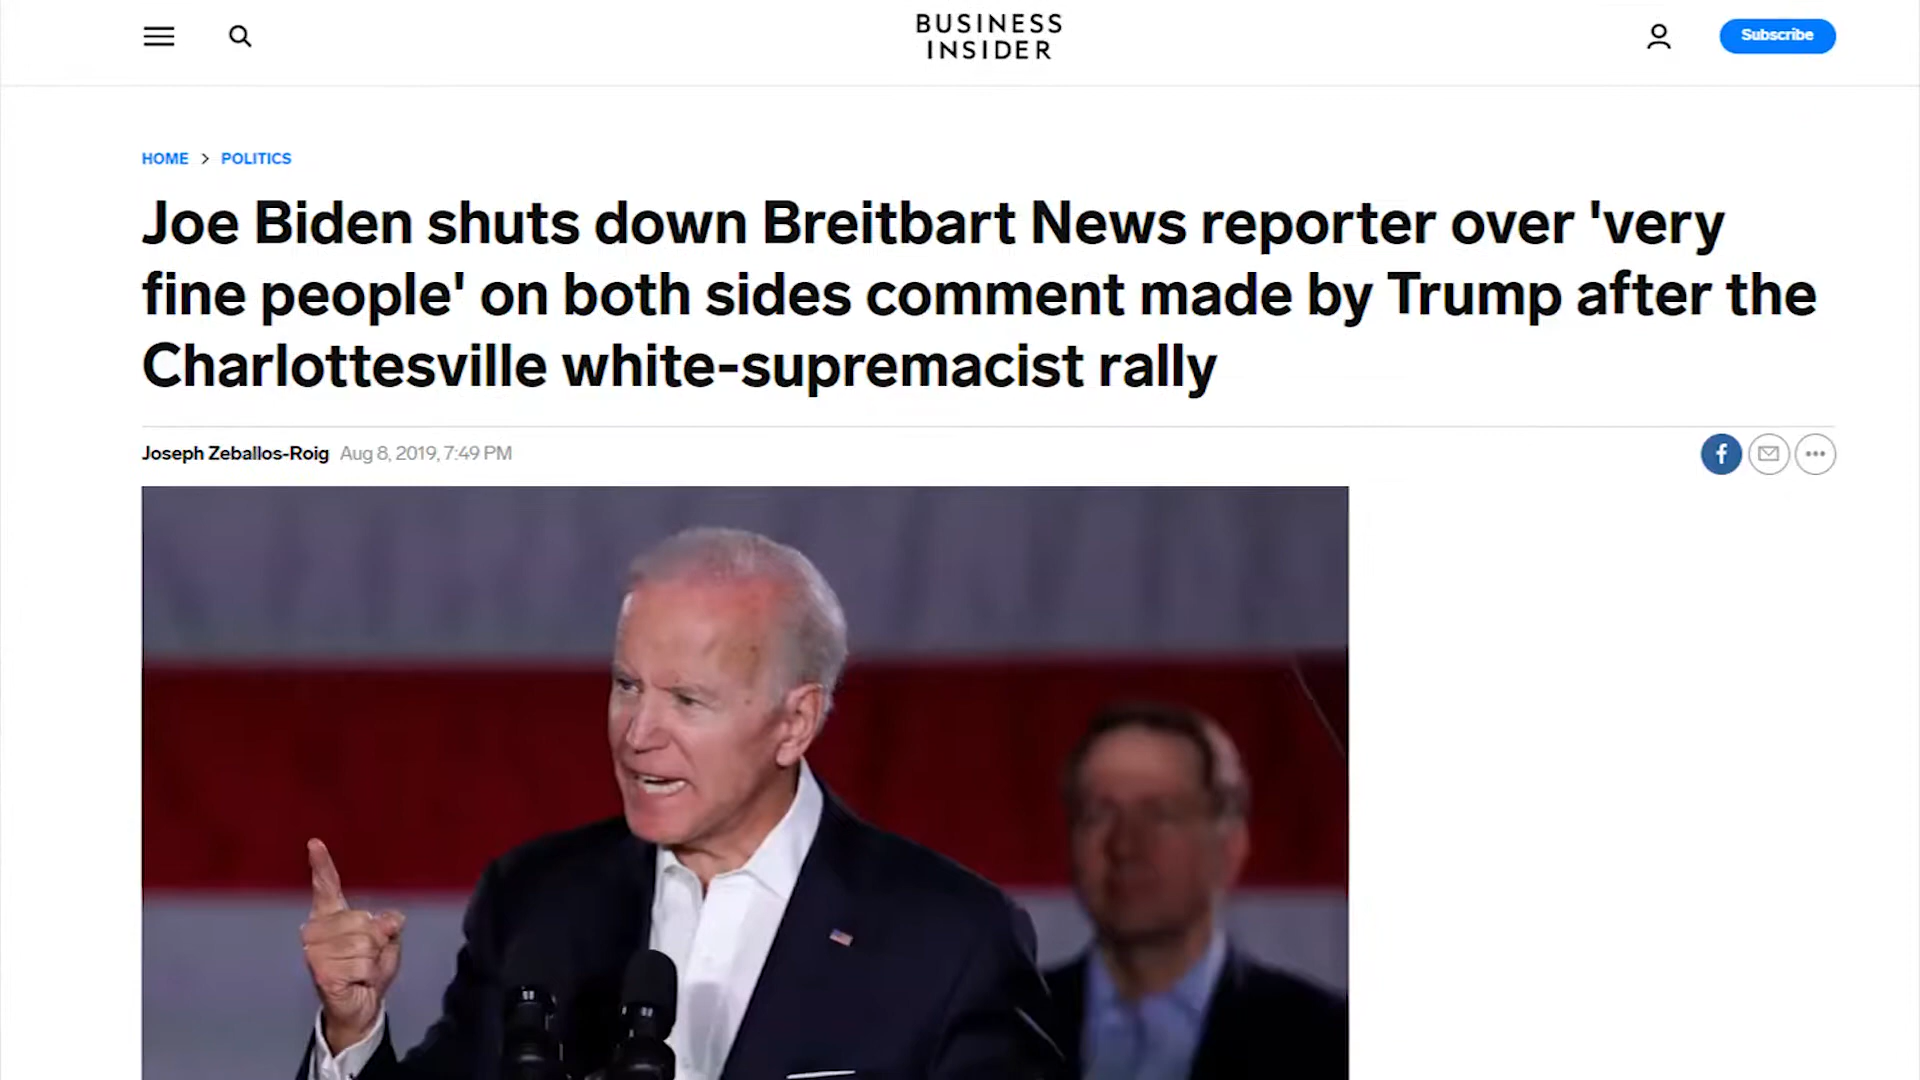 BUSINESS
INSIDER
Subscribe
HOME > POLITICS
Joe Biden shuts down Breitbart News reporter over 'very
fine people' on both sides comment made by Trump after the
Charlottesville white-supremacist rally
Joseph Zeballos-Roig Aug 8, 2019, 7:49 PM